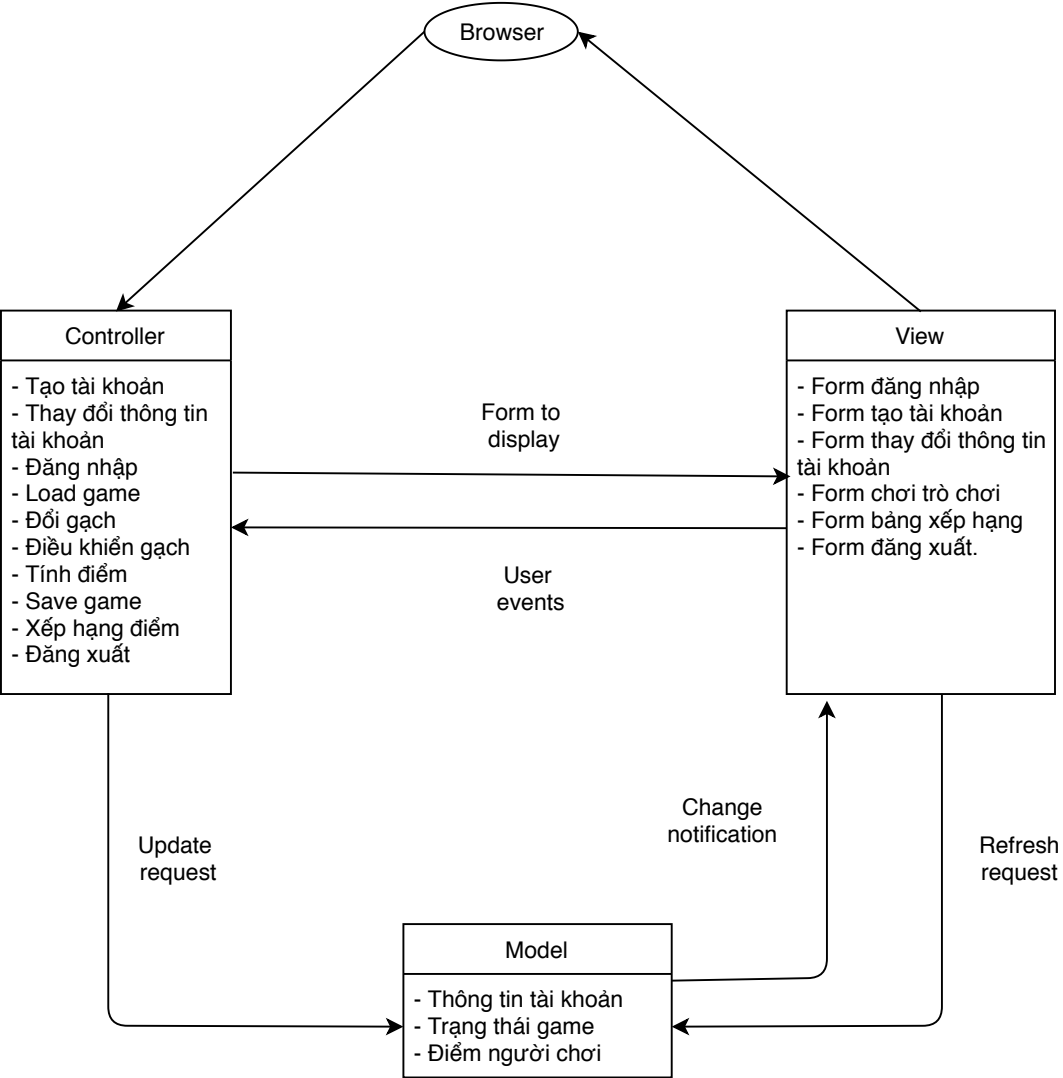 Browser
Controller
- Tạo tài khoản
- Thay đổi thông tin
tài khoản
- Đăng nhập
- Load game
- Đổi gạch
- Điều khiển gạch
- Tính điểm
- Save game
- Xếp hạng điểm
- Đăng xuất
Form to
display
User
events
View
- Form đăng nhập
- Form tạo tài khoản
- Form thay đổi thông tin
tài khoản
- Form chơi trò chơi
- Form bảng xếp hạng
- Form đăng xuất.
Update
request
Change
notification
Refresh
request
Model
- Thông tin tài khoản
- Trạng thái game
- Điểm người chơi